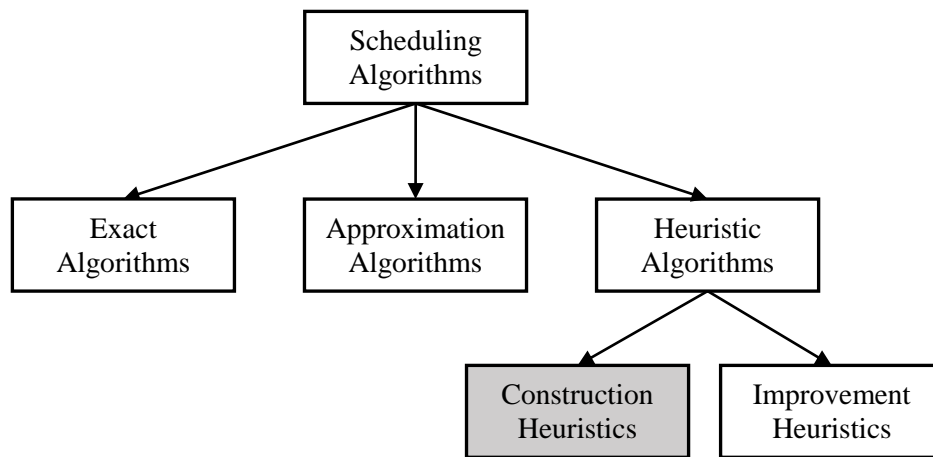 Scheduling
Algorithms
Exact
Algorithms
Approximation
Algorithms
Heuristic
Algorithms
Construction
Heuristics
Improvement
Heuristics